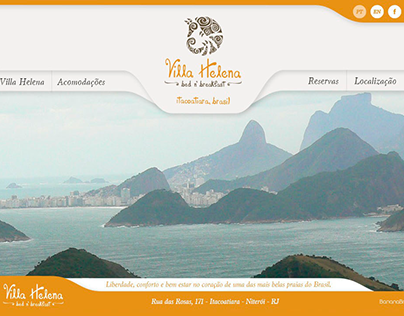 PT EN f
Villa Helena
bed n' breakfast
itacoatiara, brasil
Villa Helena
Acomodações
Reservas
Localização
Liberdade, conforto e bem estar no coração de uma das mais belas praias do Brasil.
Villa Helena
bed n' breakfast
Rua das Rosas, 171 - Itacoatiara - Niterói - RJ